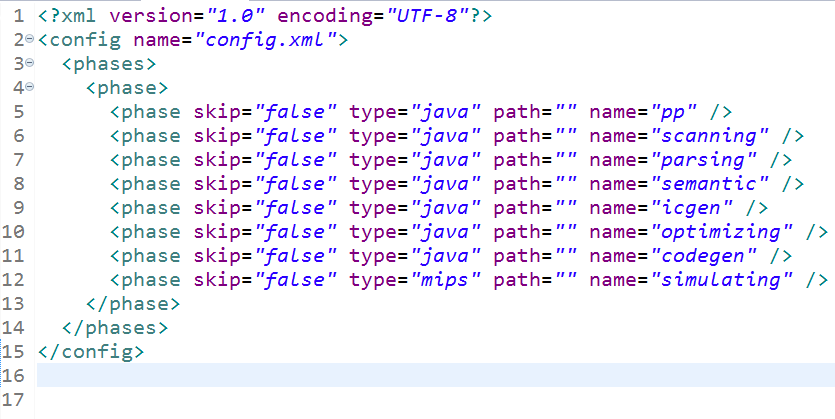 1 <?xml version="1.0" encoding="UTF-8"?>
2 <config name="config.xml">
3   <phases>
4     <phase>
5       <phase skip="false" type="java" path="" name="pp" />
6       <phase skip="false" type="java" path="" name="scanning" />
7       <phase skip="false" type="java" path="" name="parsing" />
8       <phase skip="false" type="java" path="" name="semantic" />
9       <phase skip="false" type="java" path="" name="icgen" />
10       <phase skip="false" type="java" path="" name="optimizing" />
11       <phase skip="false" type="java" path="" name="codegen" />
12       <phase skip="false" type="mips" path="" name="simulating" />
13     </phase>
14   </phases>
15 </config>
16
17